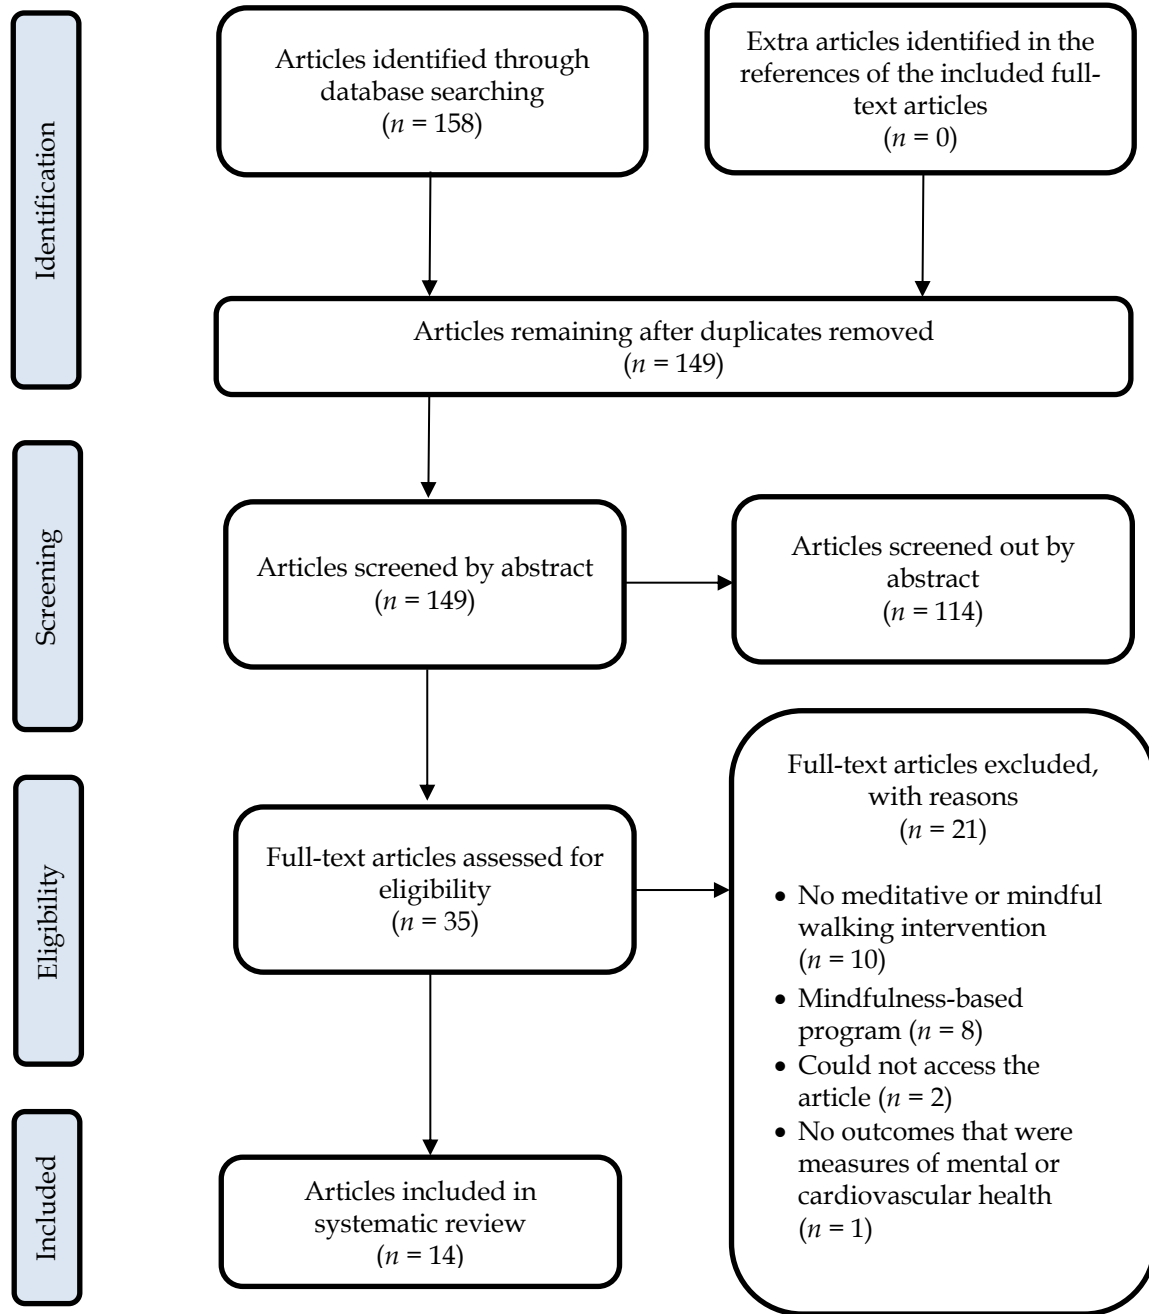 Identification
Articles identified through
database searching
(n = 158)
Extra articles identified in the
references of the included full-
text articles
(n = 0)
Articles remaining after duplicates removed
(n = 149)
Screening
Articles screened by abstract
(n = 149)
Articles screened out by
abstract
(n = 114)
Eligibility
Full-text articles assessed for
eligibility
(n = 35)
Full-text articles excluded,
with reasons
(n = 21)
• No meditative or mindful
walking intervention
(n = 10)
• Mindfulness-based
program (n = 8)
• Could not access the
article (n = 2)
• No outcomes that were
measures of mental or
cardiovascular health
(n = 1)
Included
Articles included in
systematic review
(n = 14)